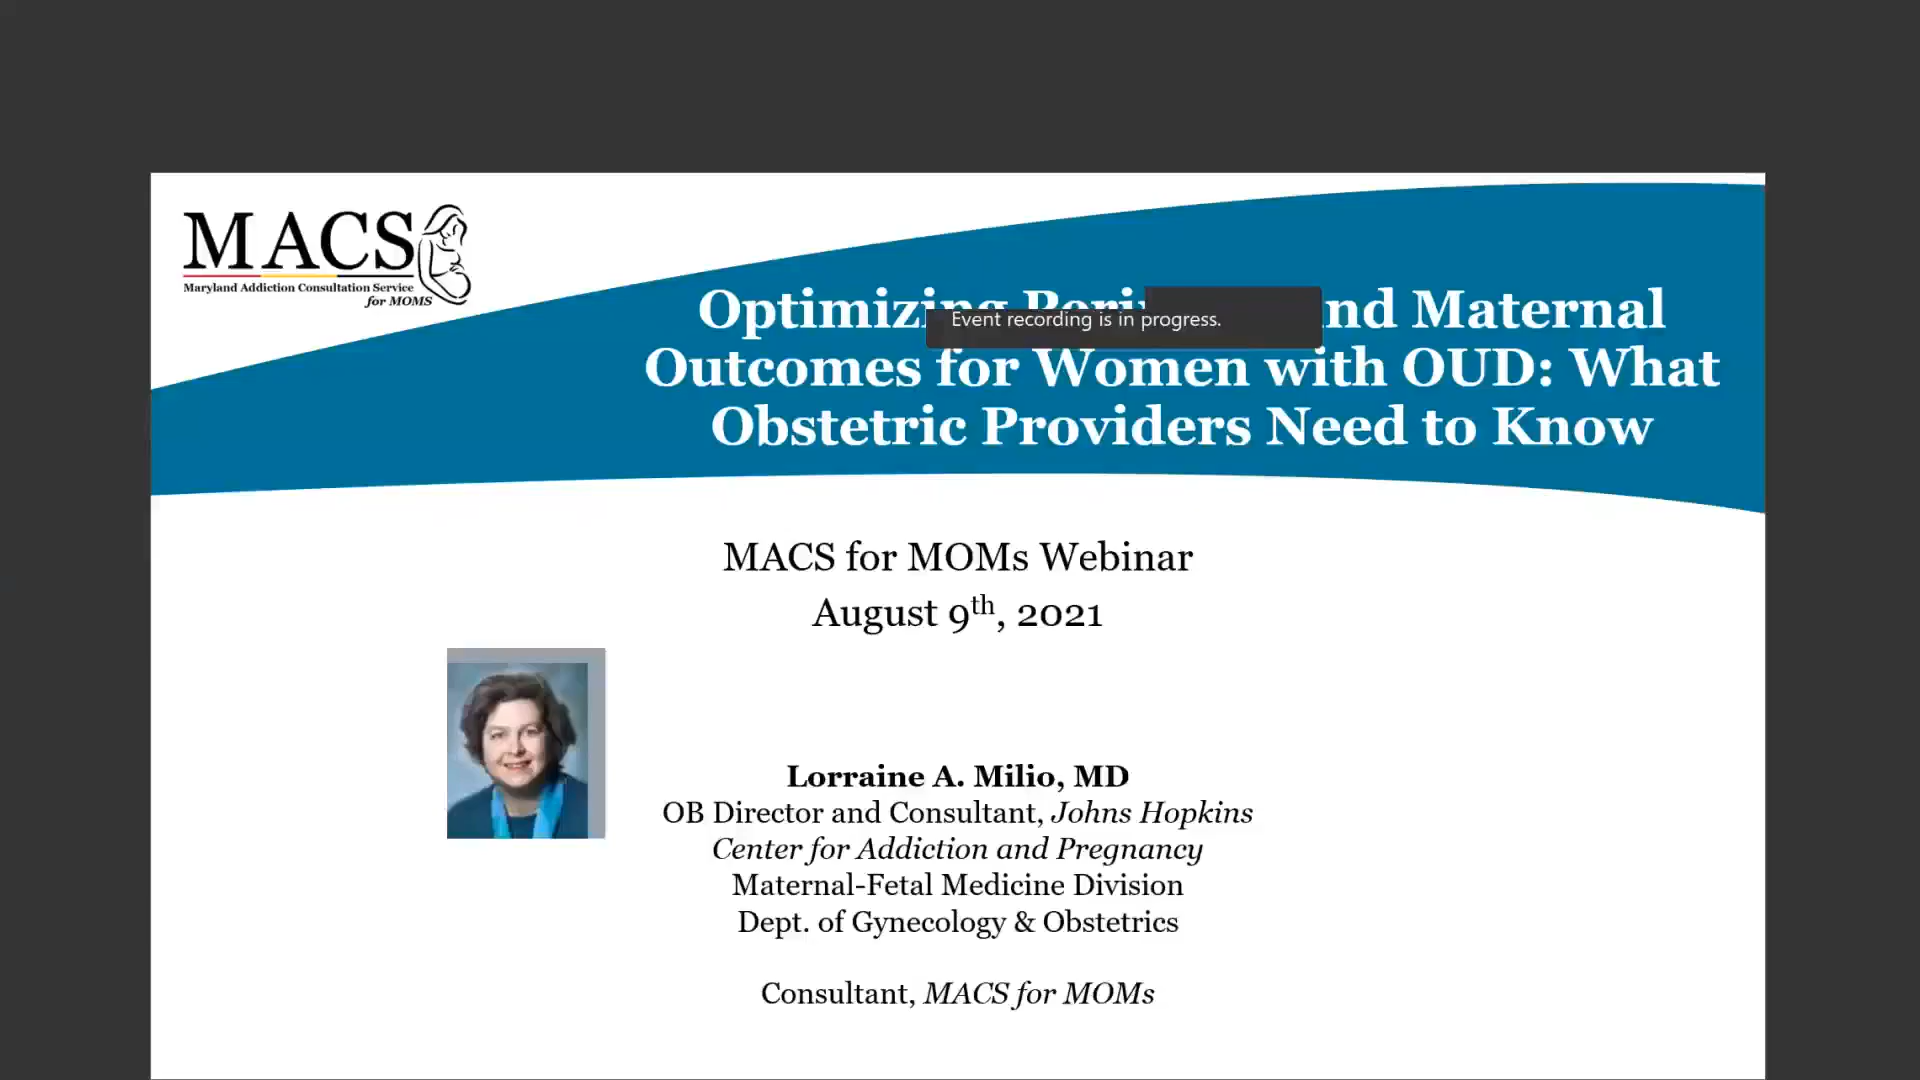 MACS
Maryland Addiction Consultation Service
for MOMS
Optimizing nd Maternal
Event recording is in progress.
Outcomes for Women with OUD: What
Obstetric Providers Need to Know
MACS for MOMs Webinar
August 9th, 2021
Lorraine A. Milio, MD
OB Director and Consultant, Johns Hopkins
Center for Addiction and Pregnancy
Maternal-Fetal Medicine Division
Dept. of Gynecology & Obstetrics
Consultant, MACS for MOMs